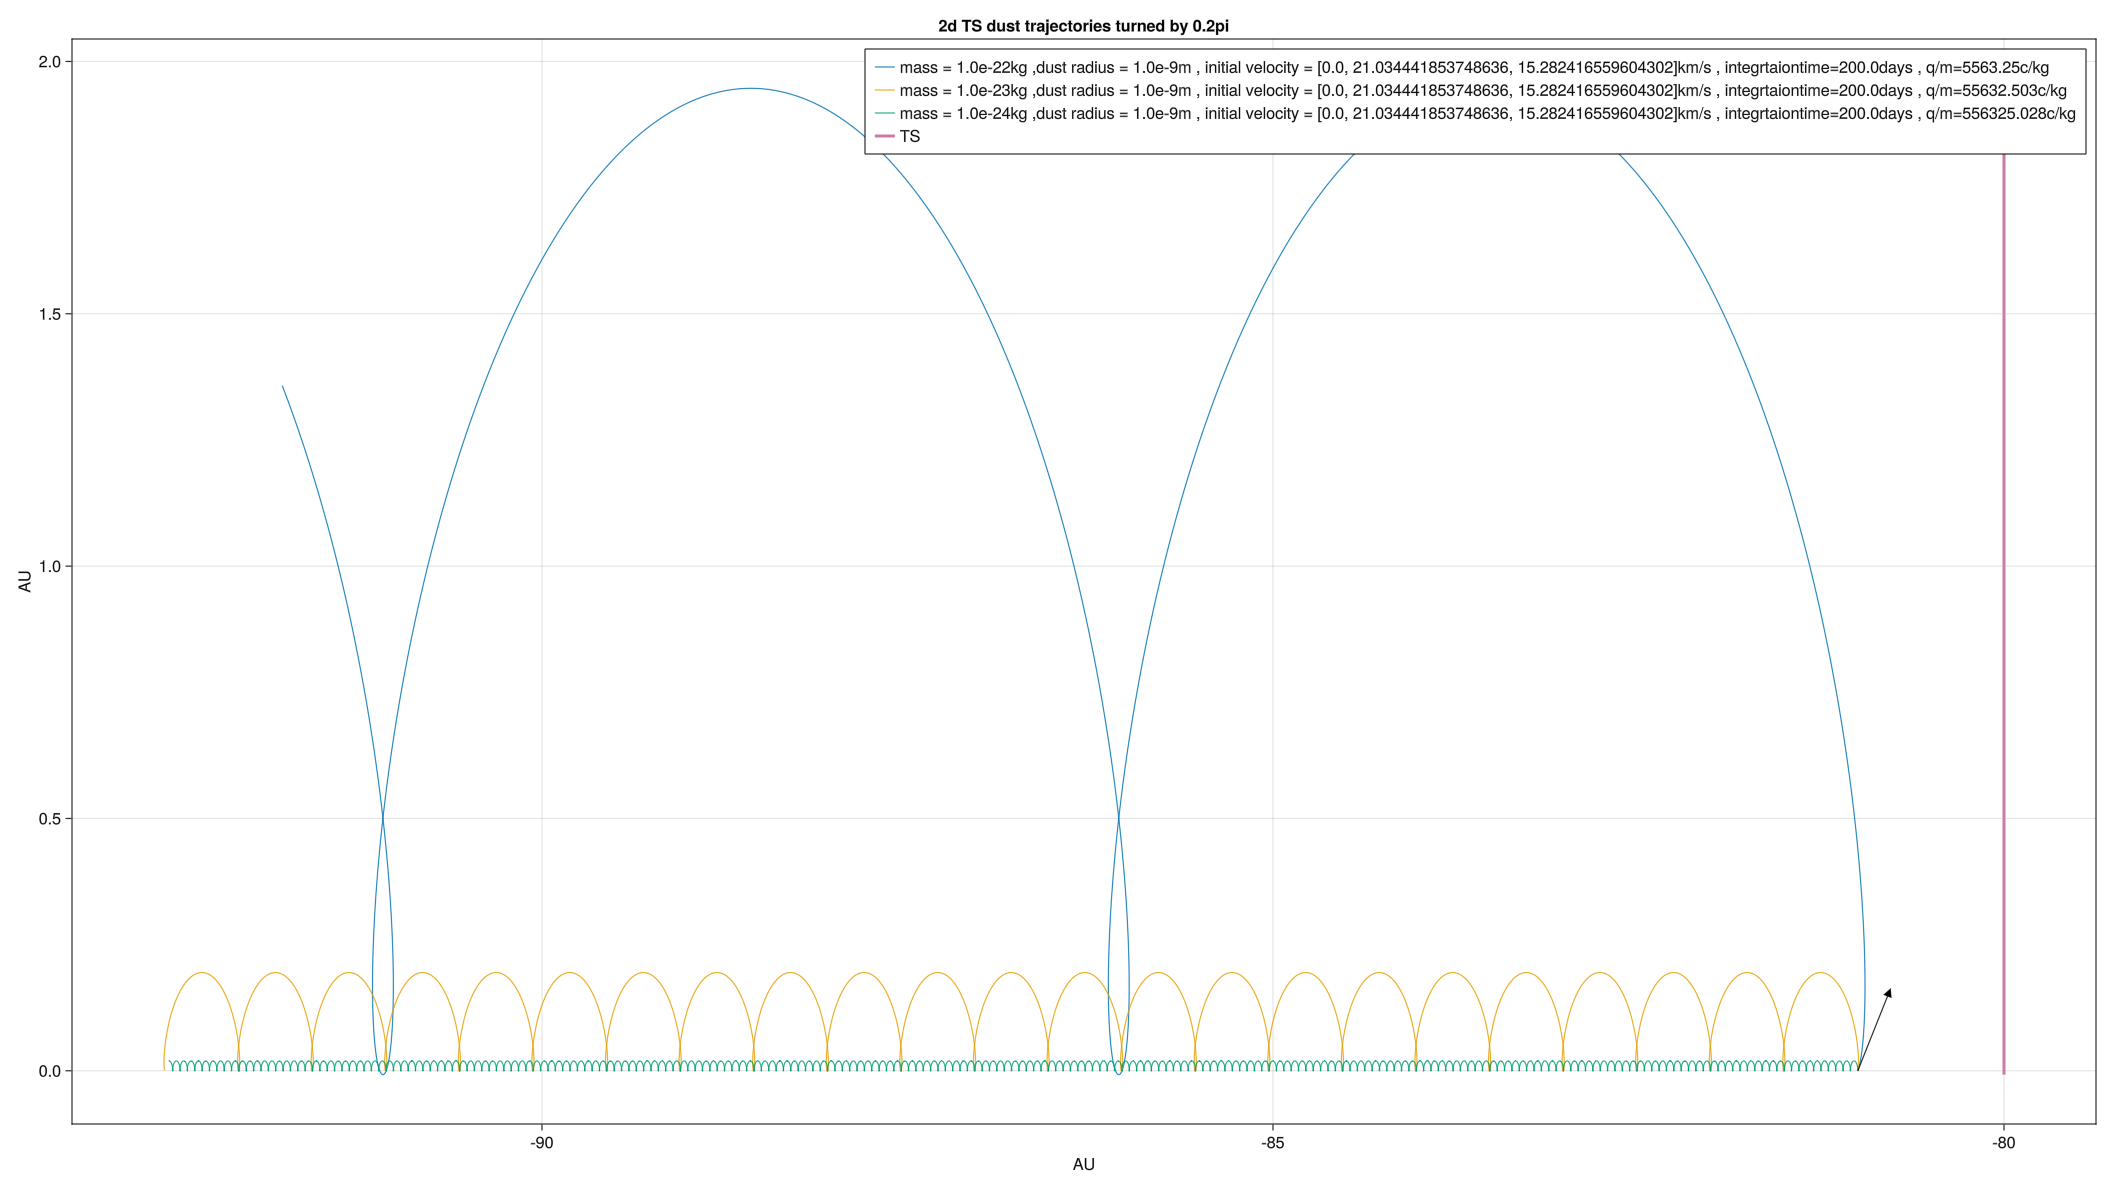 2d TS dust trajectories turned by 0.2pi
mass = 1.0e-22kg ,dust radius = 1.0e-9m , initial velocity = [0.0, 21.034441853748636, 15.282416559604302]km/s , integrtaiontime=200.0days , q/m=5563.25c/kg
mass = 1.0e-23kg ,dust radius = 1.0e-9m , initial velocity = [0.0, 21.034441853748636, 15.282416559604302]km/s , integrtaiontime=200.0days , q/m=55632.503c/kg
mass = 1.0e-24kg ,dust radius = 1.0e-9m , initial velocity = [0.0, 21.034441853748636, 15.282416559604302]km/s , integrtaiontime=200.0days , q/m=556325.028c/kg
TS
2.0
1.5
1.0
0.5
0.0
AU
-90
-85
-80
AU